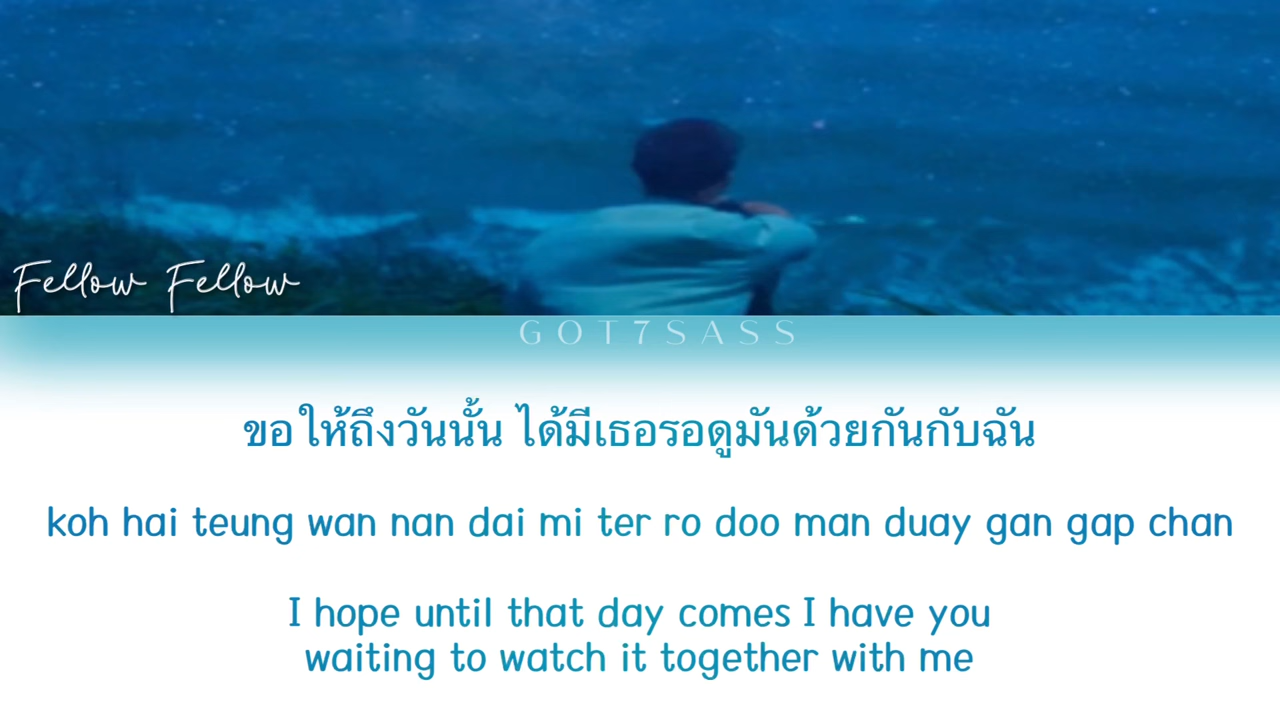 Fellow Fellow
GOT7SASS
ขอให้ถึงวันนั้น ได้มีเธอรอดูมันด้วยกันกับฉัน
koh hai teung wan nan dai mi ter ro doo man duay gan gap chan
I hope until that day comes I have you
waiting to watch it together with me